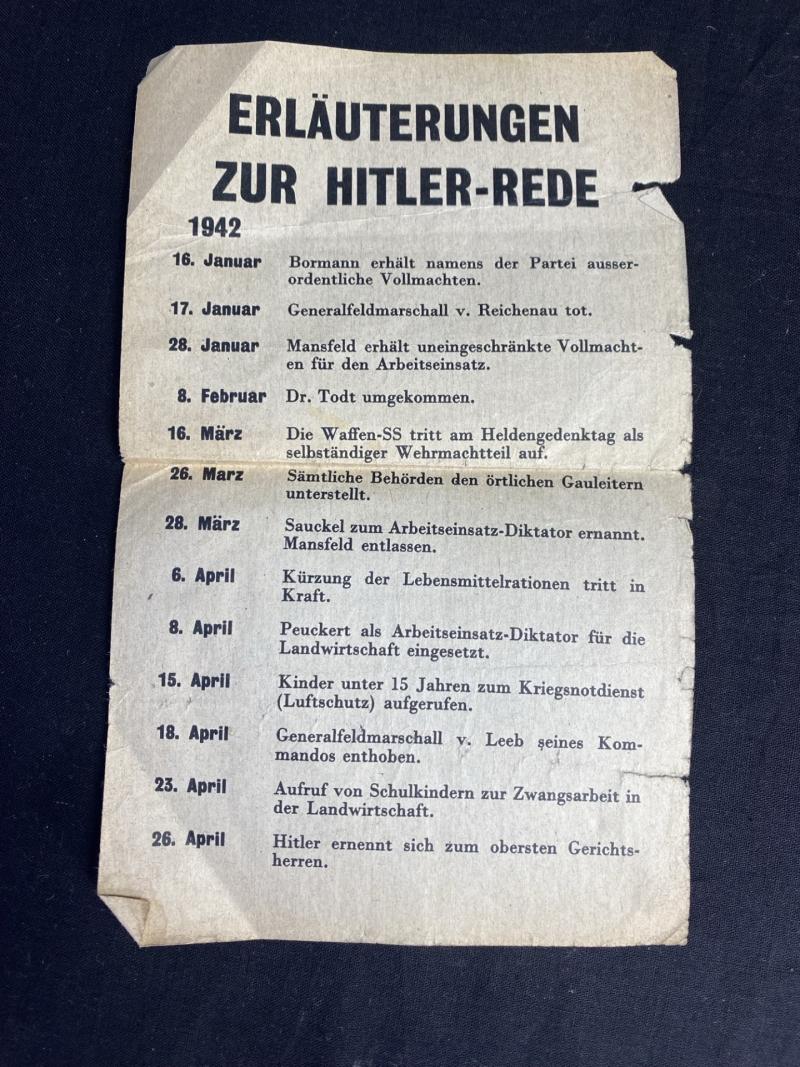 ERLÄUTERUNGEN
ZUR HITLER-REDE
1942
16. Januar Bormann erhält namens der Partei ausser-
ordentliche Vollmachten.
17. Januar Generalfeldmarschall v. Reichenau tot.
28. Januar Mansfeld erhält uneingeschränkte Vollmacht-
en für den Arbeitseinsatz.
8. Februar Dr. Todt umgekommen.
16. März Die Waffen-SS tritt am Heldengedenktag als
selbständiger Wehrmachtteil auf.
26. Marz Sämtliche Behörden den örtlichen Gauleitern
unterstellt.
28. März Sauckel zum Arbeitseinsatz-Diktator ernannt.
Mansfeld entlassen.
6. April Kürzung der Lebensmittelrationen tritt in
Kraft.
8. April Peuckert als Arbeitseinsatz-Diktator für die
Landwirtschaft eingesetzt.
15. April Kinder unter 15 Jahren zum Kriegsnotdienst
(Luftschutz) aufgerufen.
18. April Generalfeldmarschall v. Leeb seines Kom-
mandos enthoben.
23. April Aufruf von Schulkindern zur Zwangsarbeit in
der Landwirtschaft.
26. April Hitler ernennt sich zum obersten Gerichts-
herren.